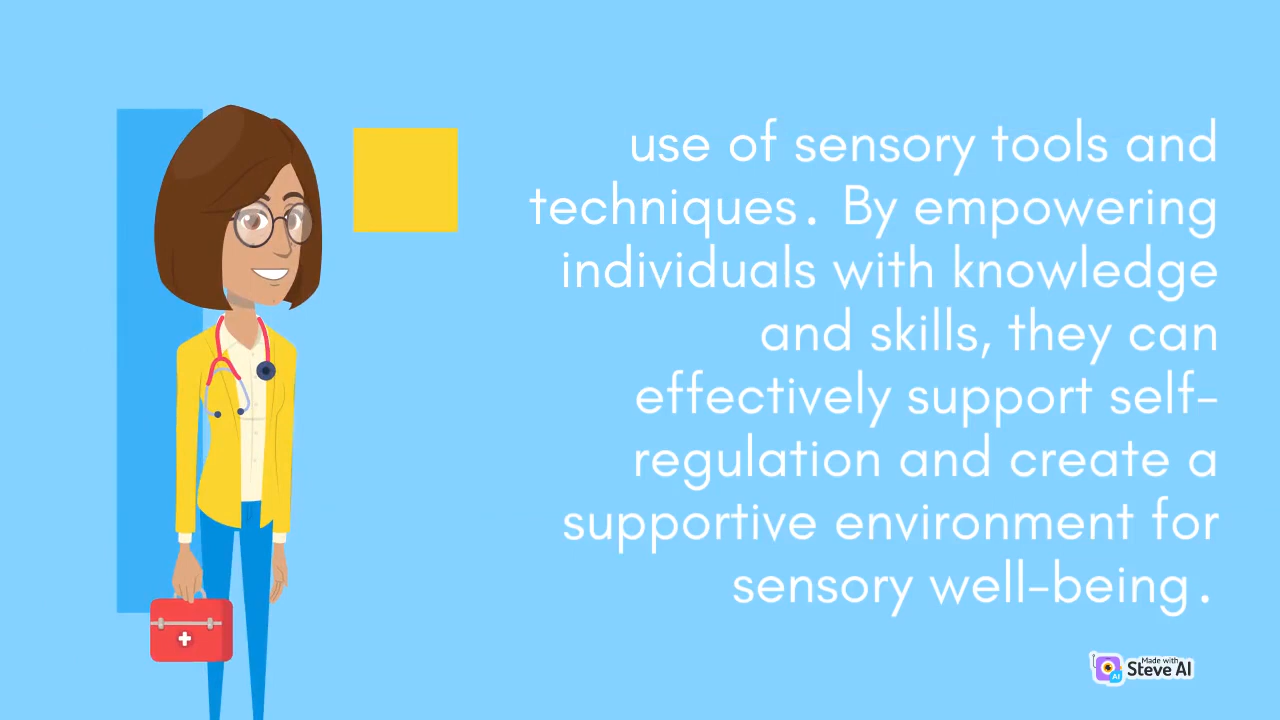 use of sensory tools and
techniques. By empowering
individuals with knowledge
and skills, they can
effectively support self-
regulation and create a
supportive environment for
sensory well-being.
Made with
Steve AI
AI